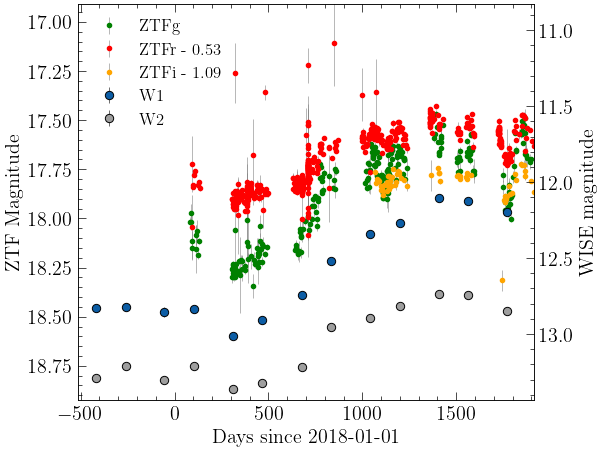 17.00
17.25
17.50
17.75
18.00
18.25
18.50
18.75
ZTF Magnitude
ZTFg
ZTFr - 0.53
ZTFi - 1.09
W1
W2
11.0
11.5
12.0
12.5
13.0
WISE magnitude
−500 0 500 1000 1500
Days since 2018-01-01